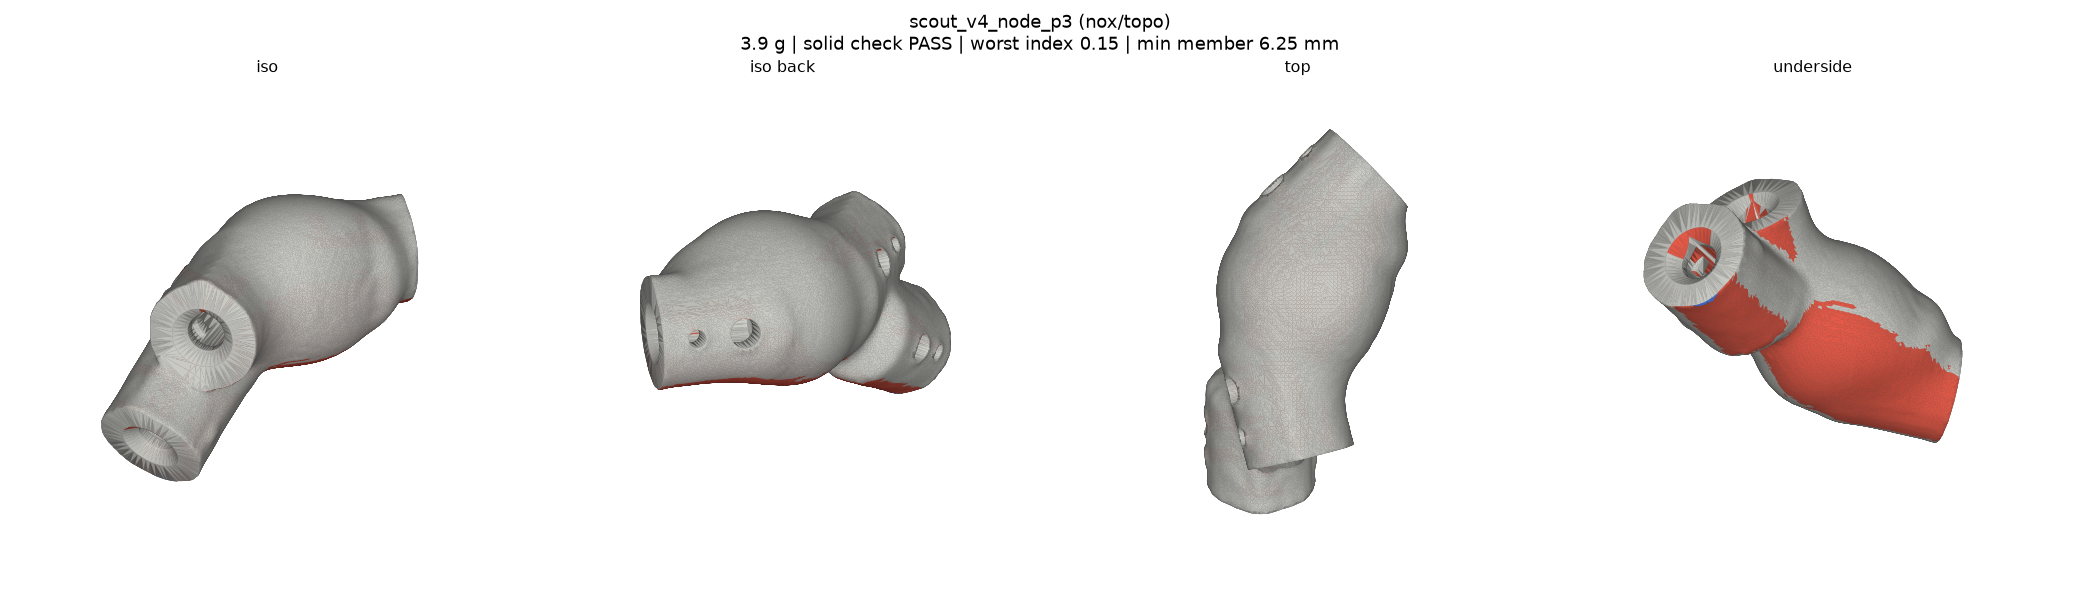 scout_v4_node_p3 (nox/topo)
3.9 g | solid check PASS | worst index 0.15 | min member 6.25 mm
iso
iso back
top
underside